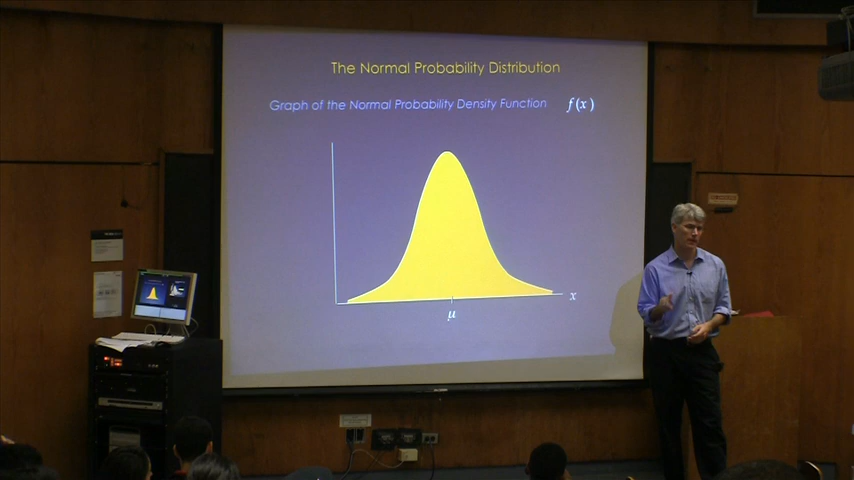 The Normal Probability Distribution
Graph of the Normal Probability Density Function f(x)
x
μ